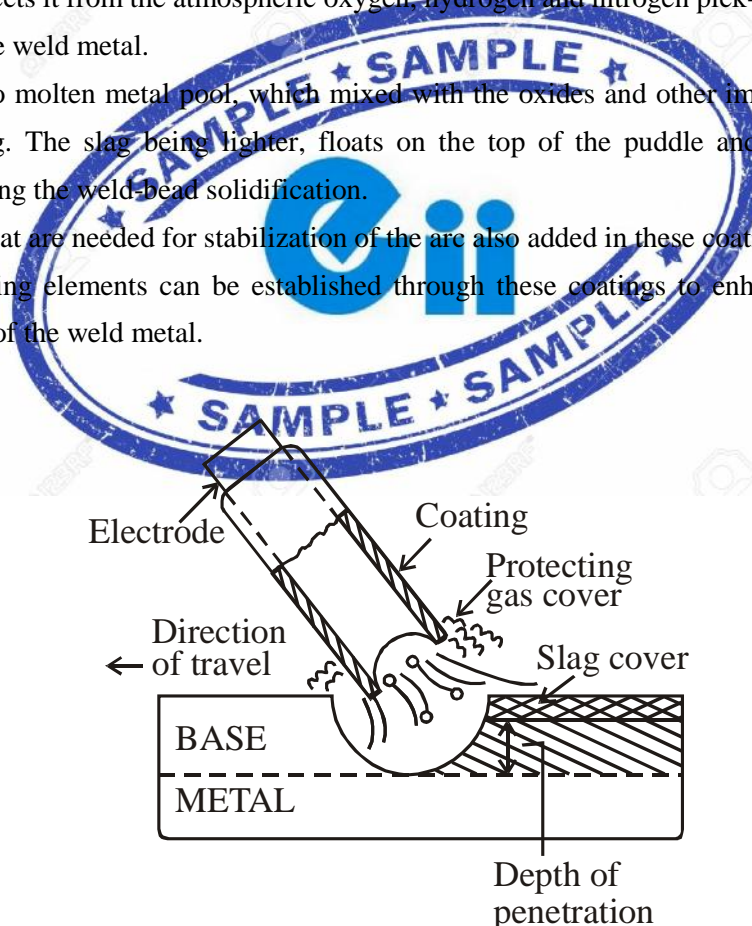 ects it from the atmospheric oxygen, hydrogen and nitrogen pick-
e weld metal.
o molten metal pool, which mixed with the oxides and other im
g. The slag being lighter, floats on the top of the puddle and
ng the weld-bead solidification.
at are needed for stabilization of the arc also added in these coat
ing elements can be established through these coatings to enh
of the weld metal.
SAMPLE ★ SAMPLE
eii
SAMPLE ★ SAMPLE
Electrode
Coating
Protecting
gas cover
Direction
of travel
Slag cover
BASE
METAL
Depth of
penetration